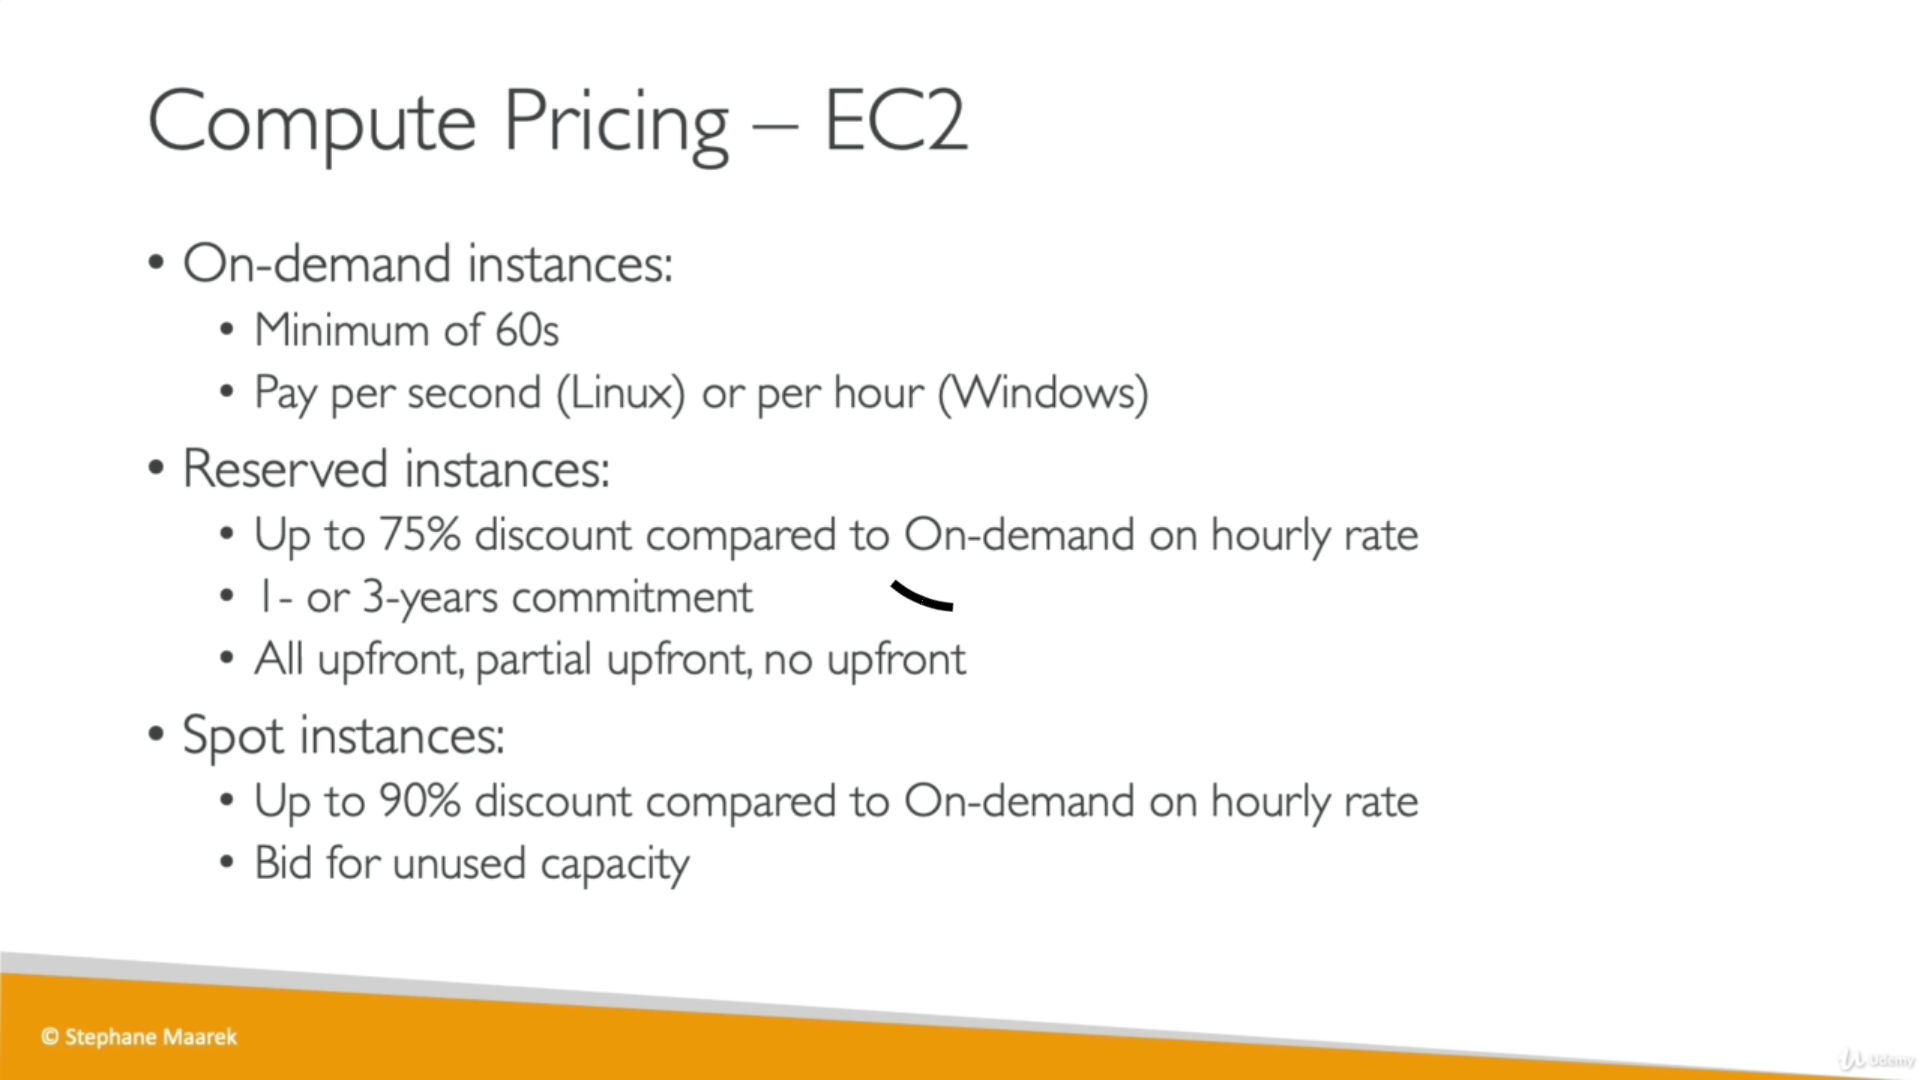 Compute Pricing – EC2
• On-demand instances:
• Minimum of 60s
• Pay per second (Linux) or per hour (Windows)
• Reserved instances:
• Up to 75% discount compared to On-demand on hourly rate
• 1- or 3-years commitment
• All upfront, partial upfront, no upfront
• Spot instances:
• Up to 90% discount compared to On-demand on hourly rate
• Bid for unused capacity
© Stephane Maarek
Udemy